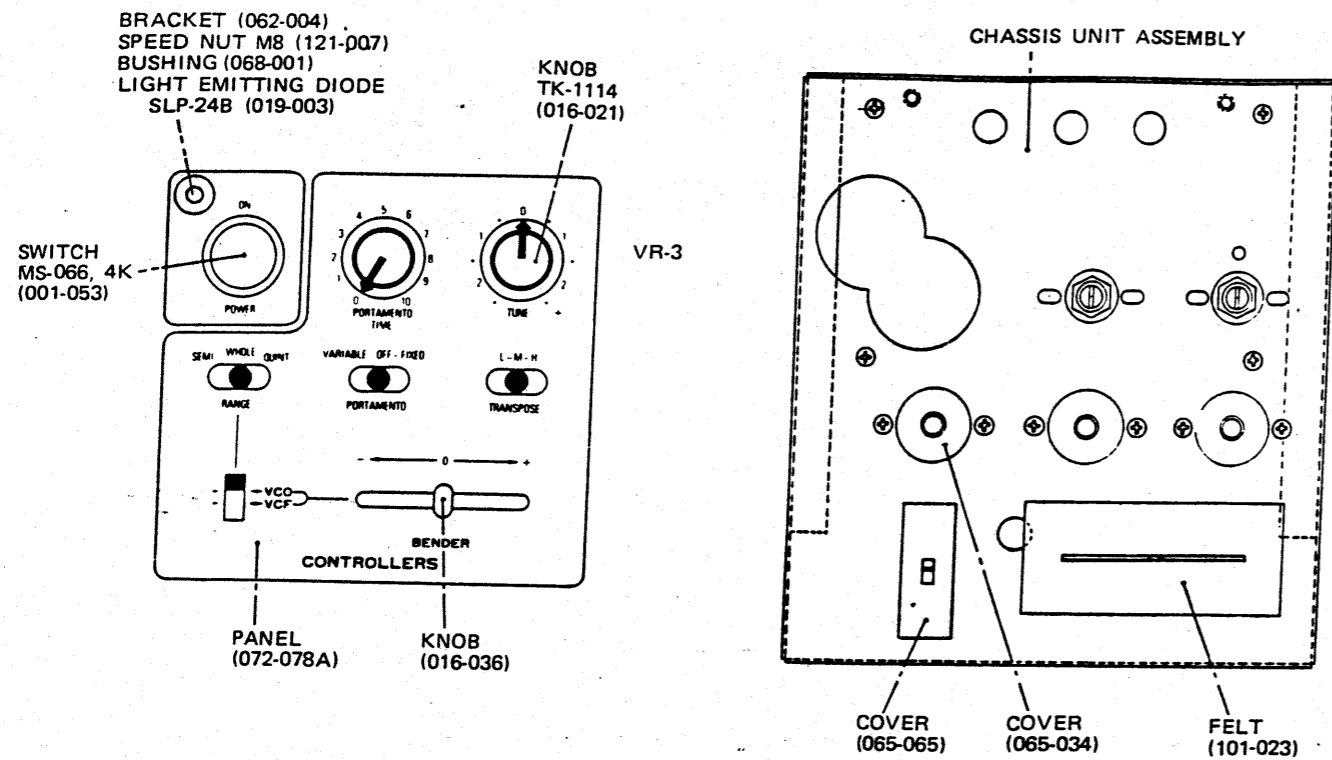 BRACKET (062-004)
SPEED NUT M8 (121-007)
BUSHING (068-001)
LIGHT EMITTING DIODE
SLP-24B (019-003)
KNOB
TK-1114
(016-021)
SWITCH
MS-066, 4K
(001-053)
VR-3
ON
POWER
0 1 2 3 4 5 6 7 8 9 10
PORTAMENTO
TIME
2 1 0 1 2
- +
TUNE
SEMI WHOLE QUINT
RANGE
VARIABLE OFF - FIXED
PORTAMENTO
L - M - H
TRANSPOSE
VCO
VCF
- 0 +
BENDER
CONTROLLERS
PANEL
(072-078A)
KNOB
(016-036)
CHASSIS UNIT ASSEMBLY
COVER
(065-065)
COVER
(065-034)
FELT
(101-023)